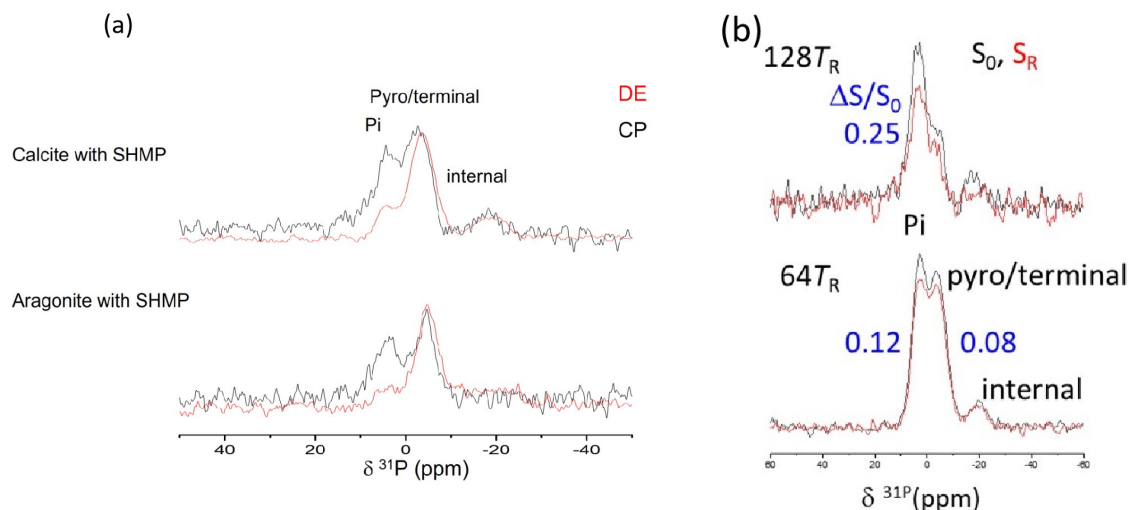 (a)
Pyro/terminal
DE
Pi
CP
Calcite with SHMP
internal
Aragonite with SHMP
40 20 0 -20 -40
δ ³¹P (ppm)
(b)
128T_R
S₀, S_R
ΔS/S₀
0.25
Pi
64T_R
pyro/terminal
0.12
0.08
internal
60 40 20 0 -20 -40 -60
δ ³¹ᴾ(ppm)